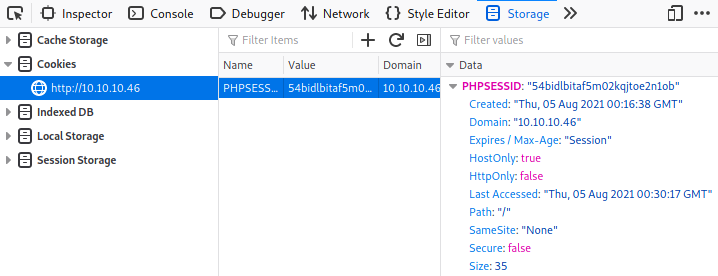 Inspector Console Debugger Network Style Editor Storage
Cache Storage
Cookies
http://10.10.10.46
Indexed DB
Local Storage
Session Storage
Filter Items
Name Value Domain
PHPSESS... 54bidlbitaf5m0... 10.10.10.46
Filter values
Data
PHPSESSID: "54bidlbitaf5m02kqjtoe2n1ob"
Created: "Thu, 05 Aug 2021 00:16:38 GMT"
Domain: "10.10.10.46"
Expires / Max-Age: "Session"
HostOnly: true
HttpOnly: false
Last Accessed: "Thu, 05 Aug 2021 00:30:17 GMT"
Path: "/"
SameSite: "None"
Secure: false
Size: 35